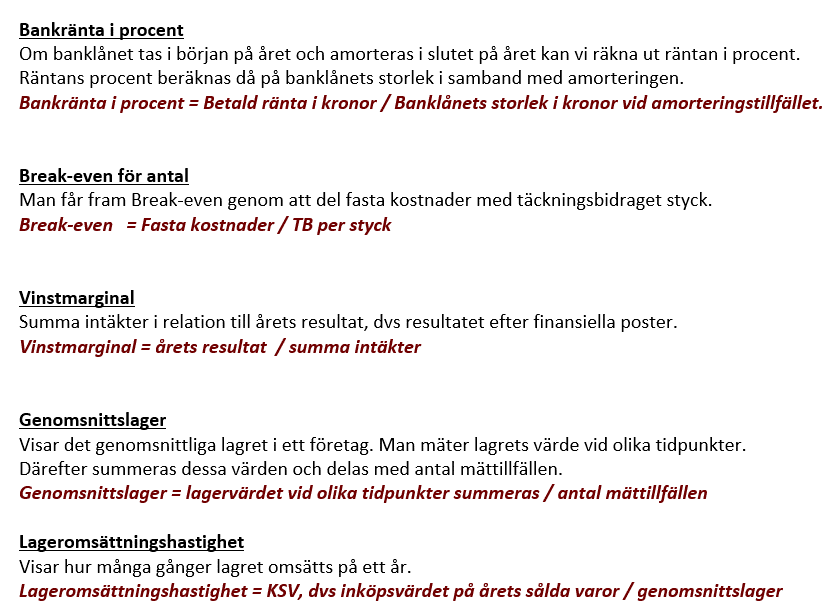 Bankränta i procent
Om banklånet tas i början på året och amorteras i slutet på året kan vi räkna ut räntan i procent.
Räntans procent beräknas då på banklånets storlek i samband med amorteringen.
Bankränta i procent = Betald ränta i kronor / Banklånets storlek i kronor vid amorteringstillfället.
Break-even för antal
Man får fram Break-even genom att del fasta kostnader med täckningsbidraget styck.
Break-even = Fasta kostnader / TB per styck
Vinstmarginal
Summa intäkter i relation till årets resultat, dvs resultatet efter finansiella poster.
Vinstmarginal = årets resultat / summa intäkter
Genomsnittslager
Visar det genomsnittliga lagret i ett företag. Man mäter lagrets värde vid olika tidpunkter.
Därefter summeras dessa värden och delas med antal mättillfällen.
Genomsnittslager = lagervärdet vid olika tidpunkter summeras / antal mättillfällen
Lageromsättningshastighet
Visar hur många gånger lagret omsätts på ett år.
Lageromsättningshastighet = KSV, dvs inköpsvärdet på årets sålda varor / genomsnittslager